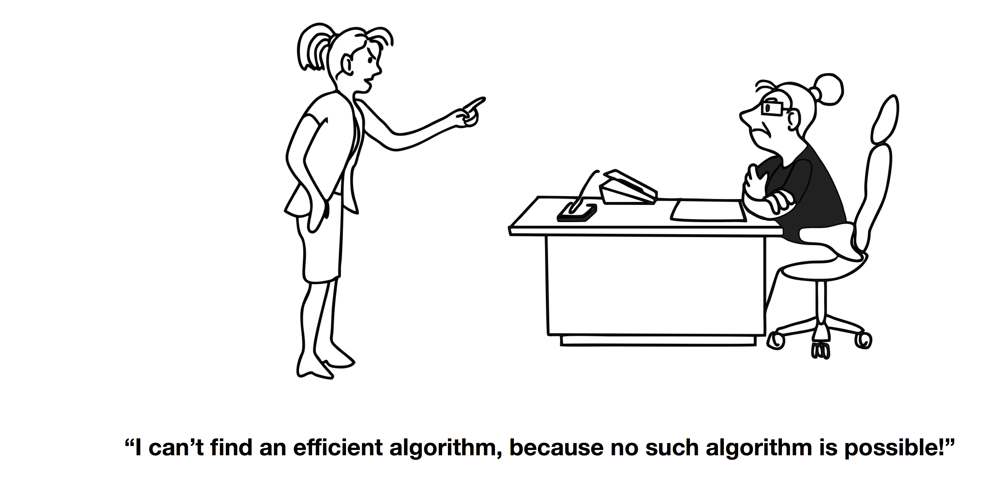 “I can’t find an efficient algorithm, because no such algorithm is possible!”